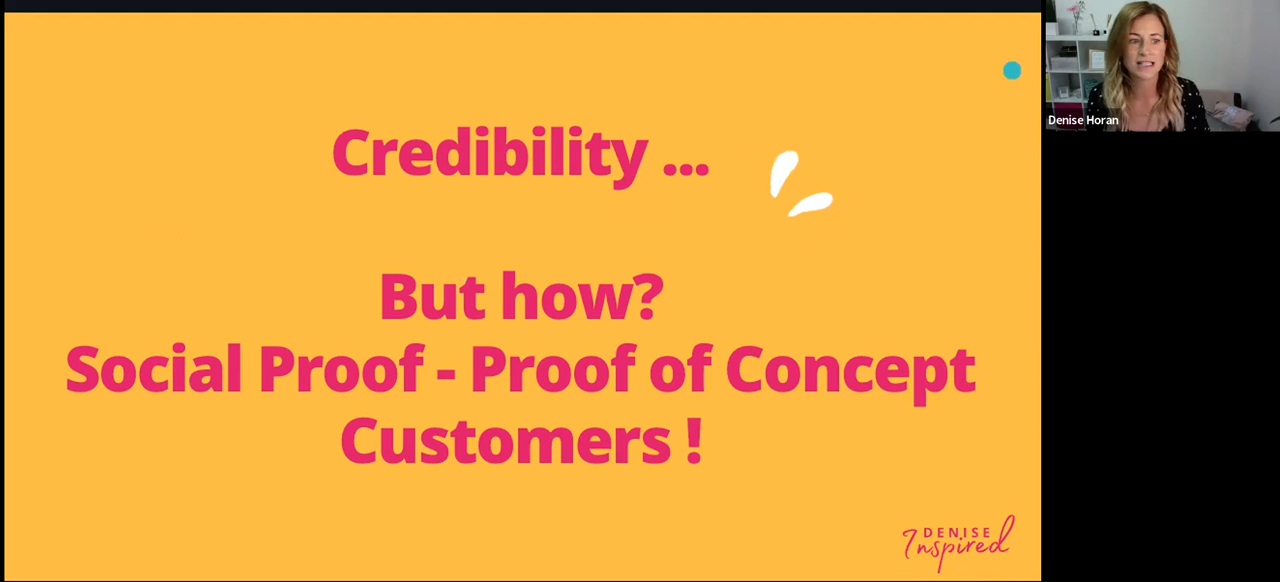 Credibility ...
But how?
Social Proof - Proof of Concept
Customers !
DENISE
Inspired
Denise Horan